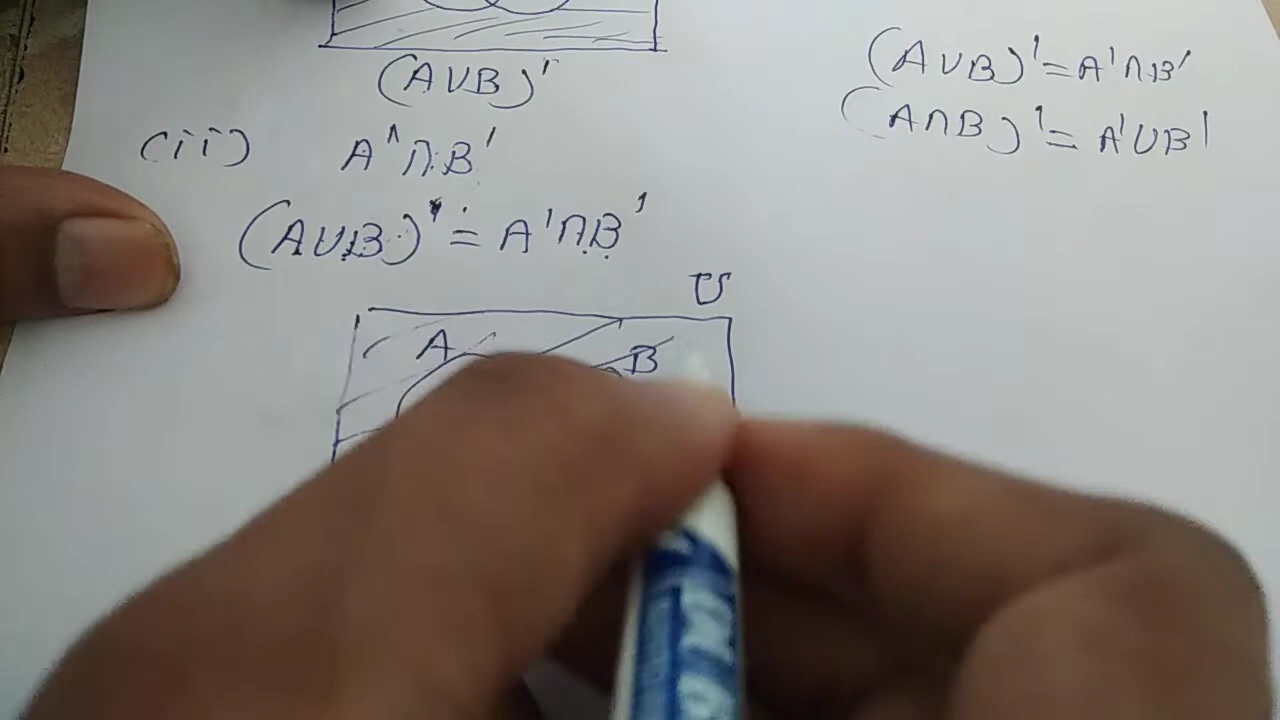 (A∪B)'
(A∪B)' = A'∩B'
(A∩B)' = A'∪B'
(ii) A'∩B'
(A∪B)' = A'∩B'
U
A
B